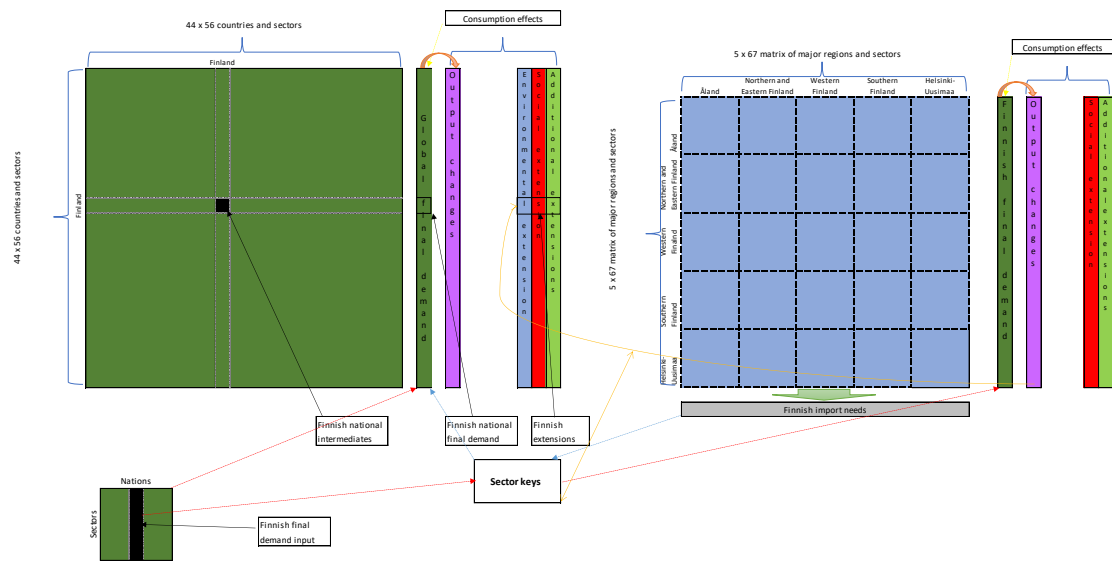 Consumption effects
44 x 56 countries and sectors
Finland
44 x 56 countries and sectors
Finland
Global final demand
Output changes
Environmental extension
Social extension
Additional extensions
Finnish national
intermediates
Finnish national
final demand
Finnish
extensions
Consumption effects
5 x 67 matrix of major regions and sectors
Åland
Northern and
Eastern Finland
Western
Finland
Southern
Finland
Helsinki-
Uusimaa
5 x 67 matrix of major regions and sectors
Åland
Northern and
Eastern Finland
Western
Southern
Finland
Helsinki-
Uusimaa
Finnish final demand
Output changes
Social extension
Additional extensions
Finnish import needs
Sector keys
Nations
Sectors
Finnish final
demand input